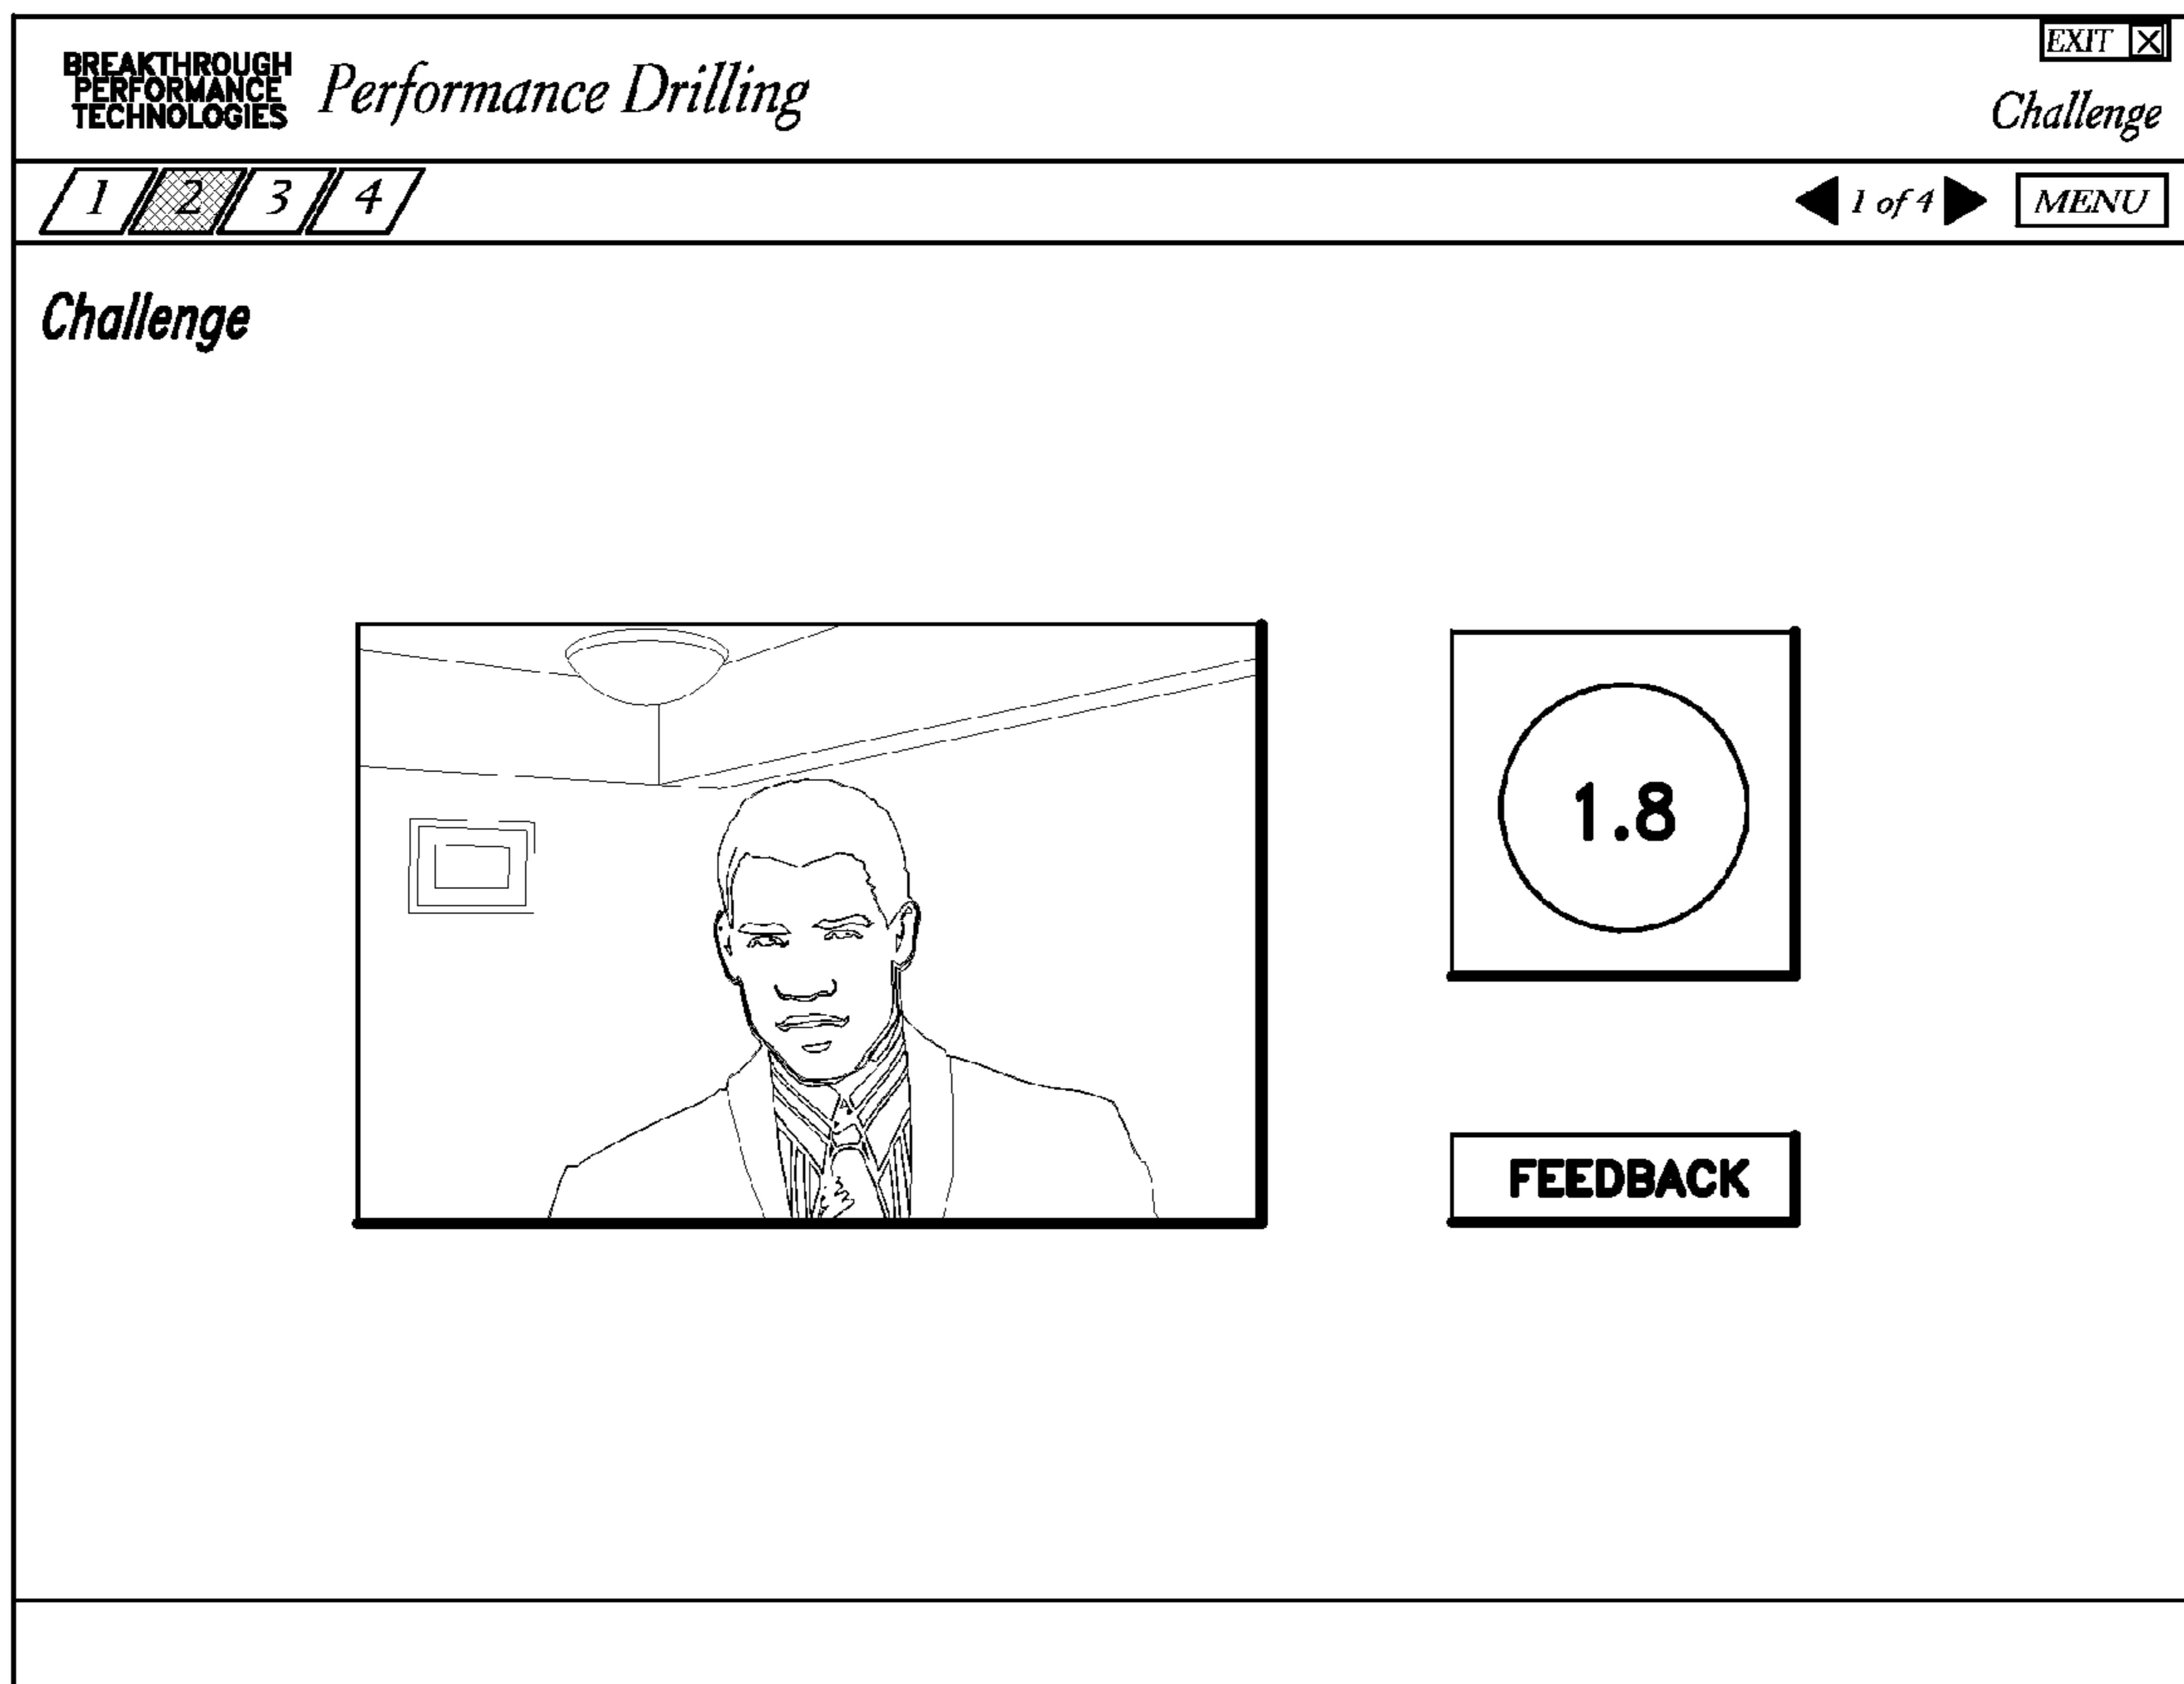 EXIT X
BREAKTHROUGH
PERFORMANCE
TECHNOLOGIES
Performance Drilling
Challenge
1 2 3 4
1 of 4
MENU
Challenge
1.8
FEEDBACK